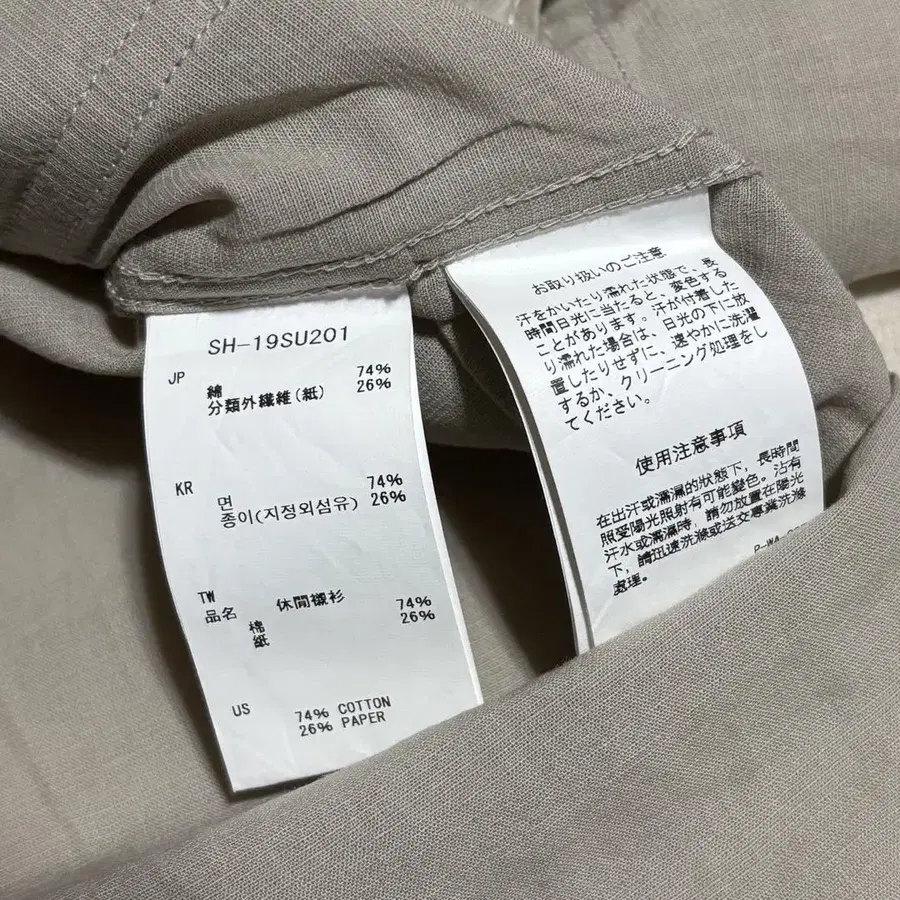 SH-19SU201
JP
綿 74%
分類外繊維(紙) 26%
KR
면 74%
종이(지정외섬유) 26%
TW
品名 休閒襯衫
棉 74%
紙 26%
US
74% COTTON
26% PAPER
お取り扱いのご注意
汗をかいたり濡れた状態で、長
時間日光に当たると、変色する
ことがあります。汗が付着した
り濡れた場合は、日光の下に放
置したりせずに、速やかに洗濯
するか、クリーニング処理をし
てください。
使用注意事項
在出汗或濡濕的狀態下，長時間
照受陽光照射有可能變色。沾有
汗水或濡濕時，請勿放置在陽光
下，請迅速洗滌或送交專業洗滌
處理。